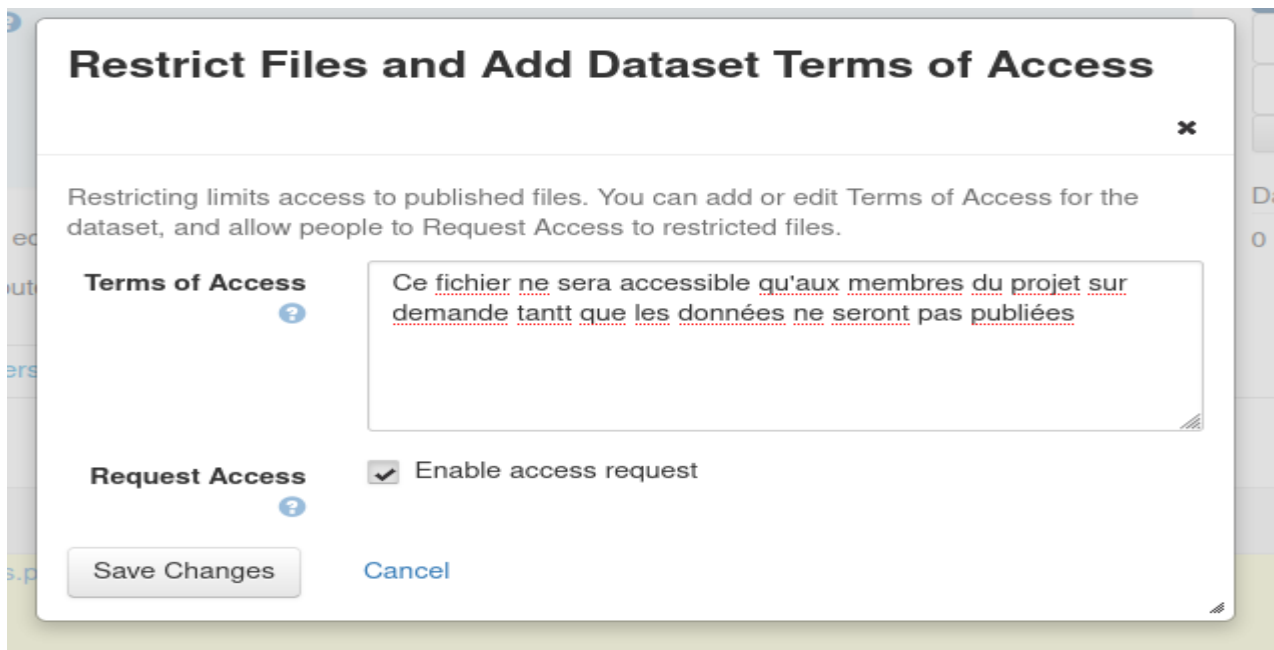 Restrict Files and Add Dataset Terms of Access
Restricting limits access to published files. You can add or edit Terms of Access for the
dataset, and allow people to Request Access to restricted files.
Terms of Access
Ce fichier ne sera accessible qu'aux membres du projet sur
demande tantt que les données ne seront pas publiées
Request Access
Enable access request
Save Changes
Cancel
0